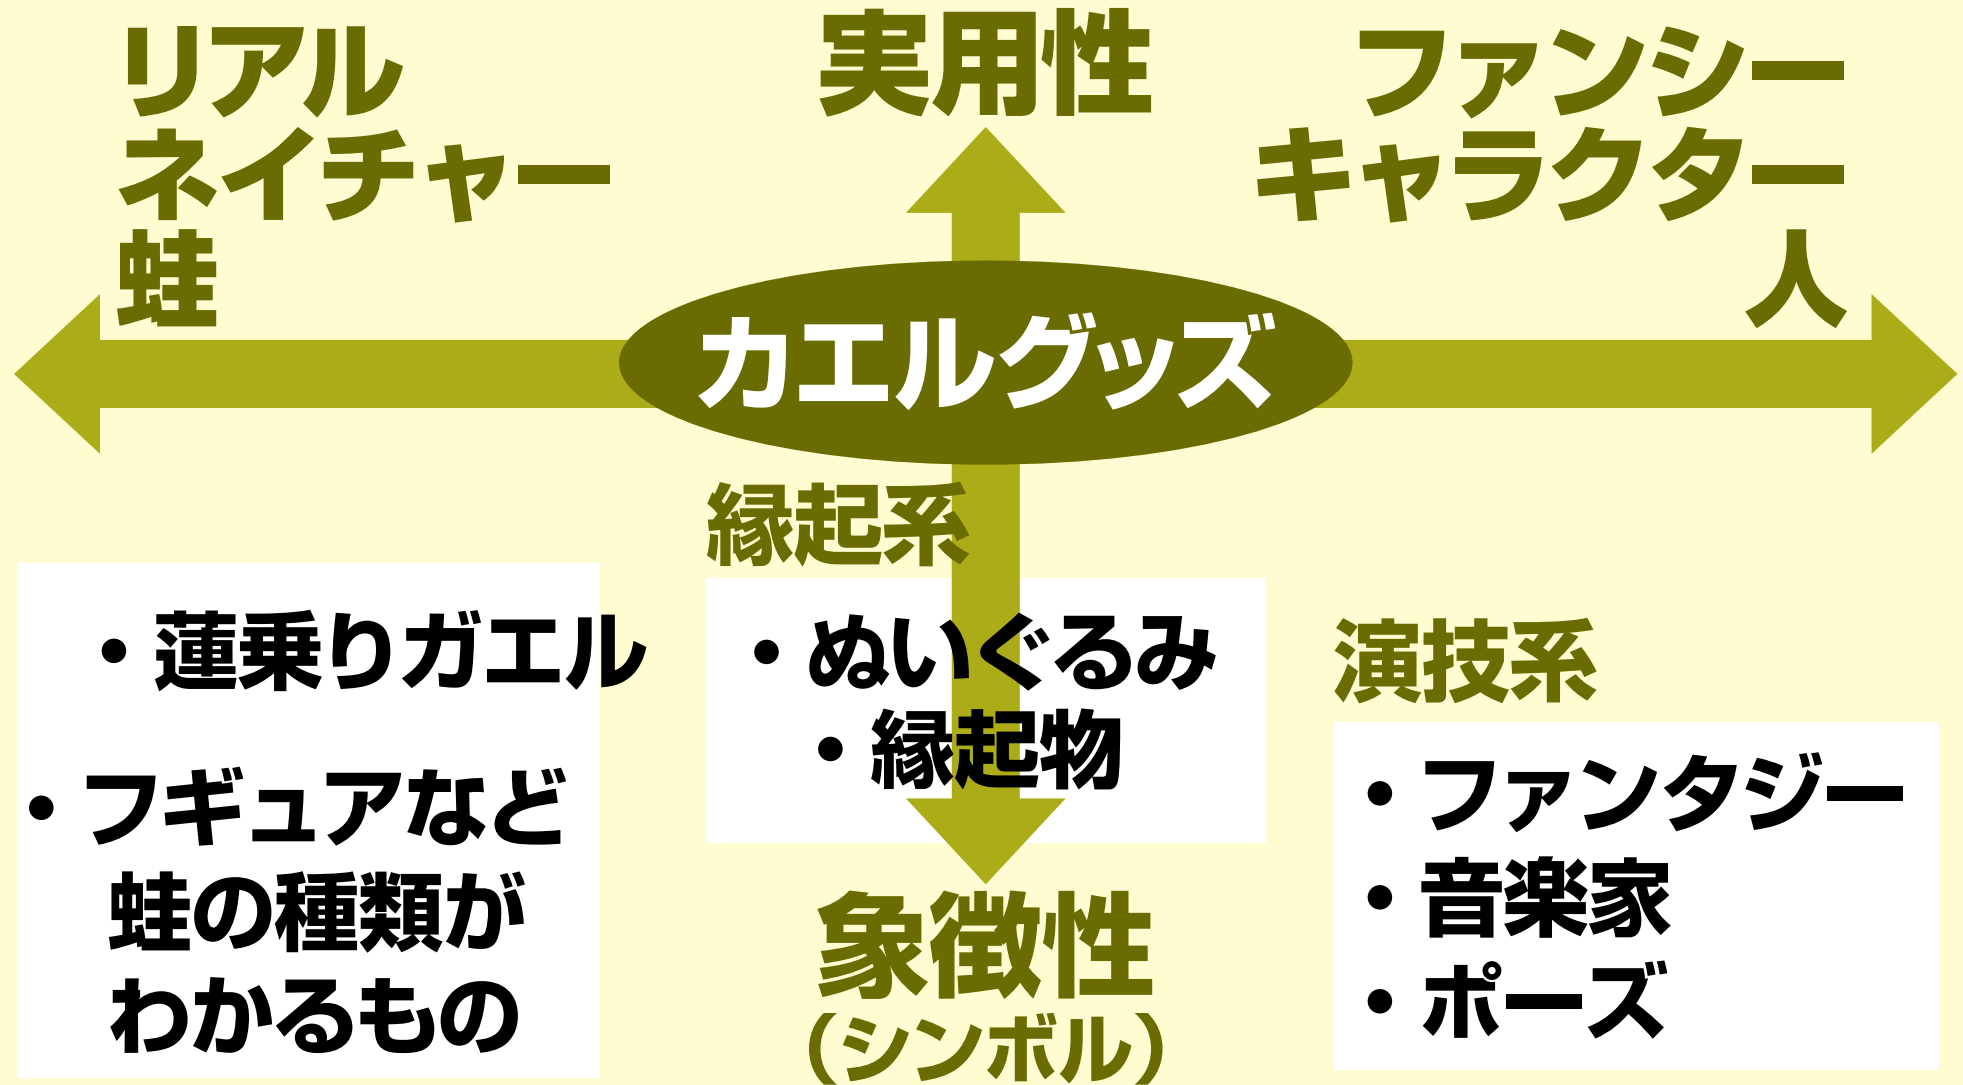 リアル
ネイチャー
蛙
実用性
ファンシー
キャラクター
人
カエルグッズ
縁起系
・蓮乗りガエル
・フギュアなど
蛙の種類が
わかるもの
・ぬいぐるみ
・縁起物
演技系
・ファンタジー
・音楽家
・ポーズ
象徴性
(シンボル)